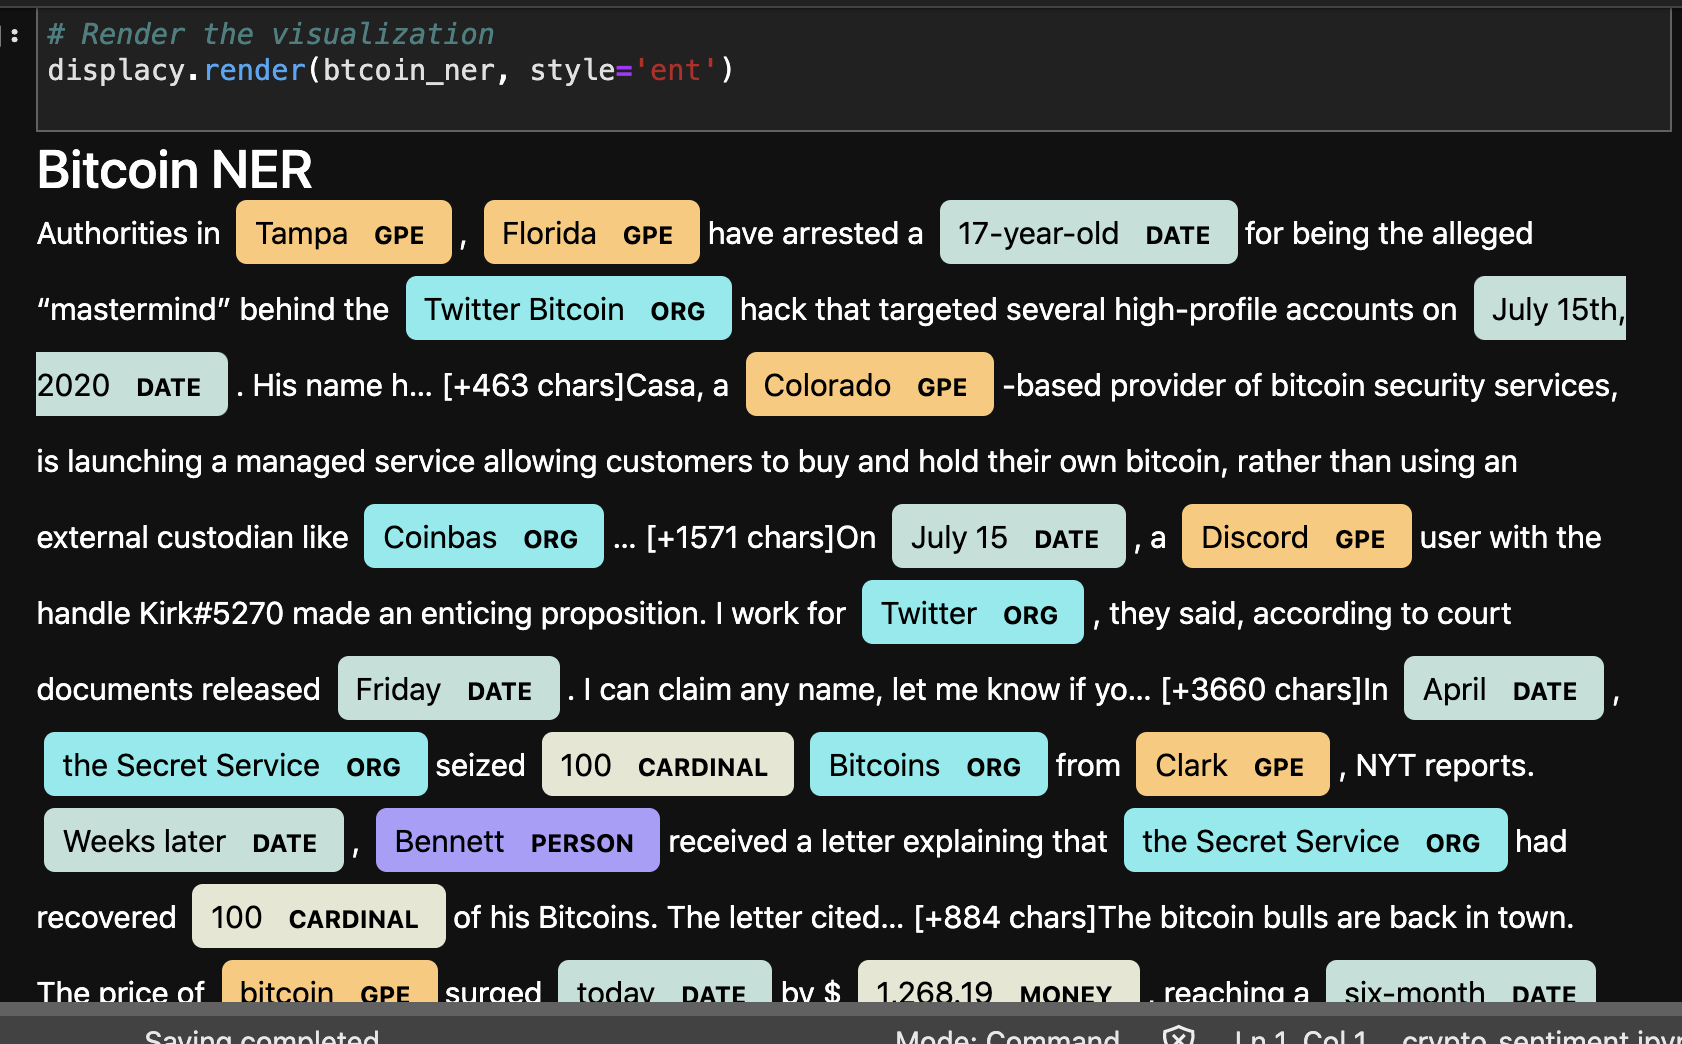 ]:
# Render the visualization
displacy.render(btcoin_ner, style='ent')
Bitcoin NER
Authorities in Tampa GPE , Florida GPE have arrested a 17-year-old DATE for being the alleged
“mastermind” behind the Twitter Bitcoin ORG hack that targeted several high-profile accounts on July 15th,
2020 DATE . His name h... [+463 chars]Casa, a Colorado GPE -based provider of bitcoin security services,
is launching a managed service allowing customers to buy and hold their own bitcoin, rather than using an
external custodian like Coinbas ORG ... [+1571 chars]On July 15 DATE , a Discord GPE user with the
handle Kirk#5270 made an enticing proposition. I work for Twitter ORG , they said, according to court
documents released Friday DATE . I can claim any name, let me know if yo... [+3660 chars]In April DATE ,
the Secret Service ORG seized 100 CARDINAL Bitcoins ORG from Clark GPE , NYT reports.
Weeks later DATE , Bennett PERSON received a letter explaining that the Secret Service ORG had
recovered 100 CARDINAL of his Bitcoins. The letter cited... [+884 chars]The bitcoin bulls are back in town.
The price of bitcoin GPE surged today DATE by $ 1,268.19 MONEY , reaching a six-month DATE
Saving completed Mode: Command Ln 1, Col 1 crypto_sentiment.ipyn